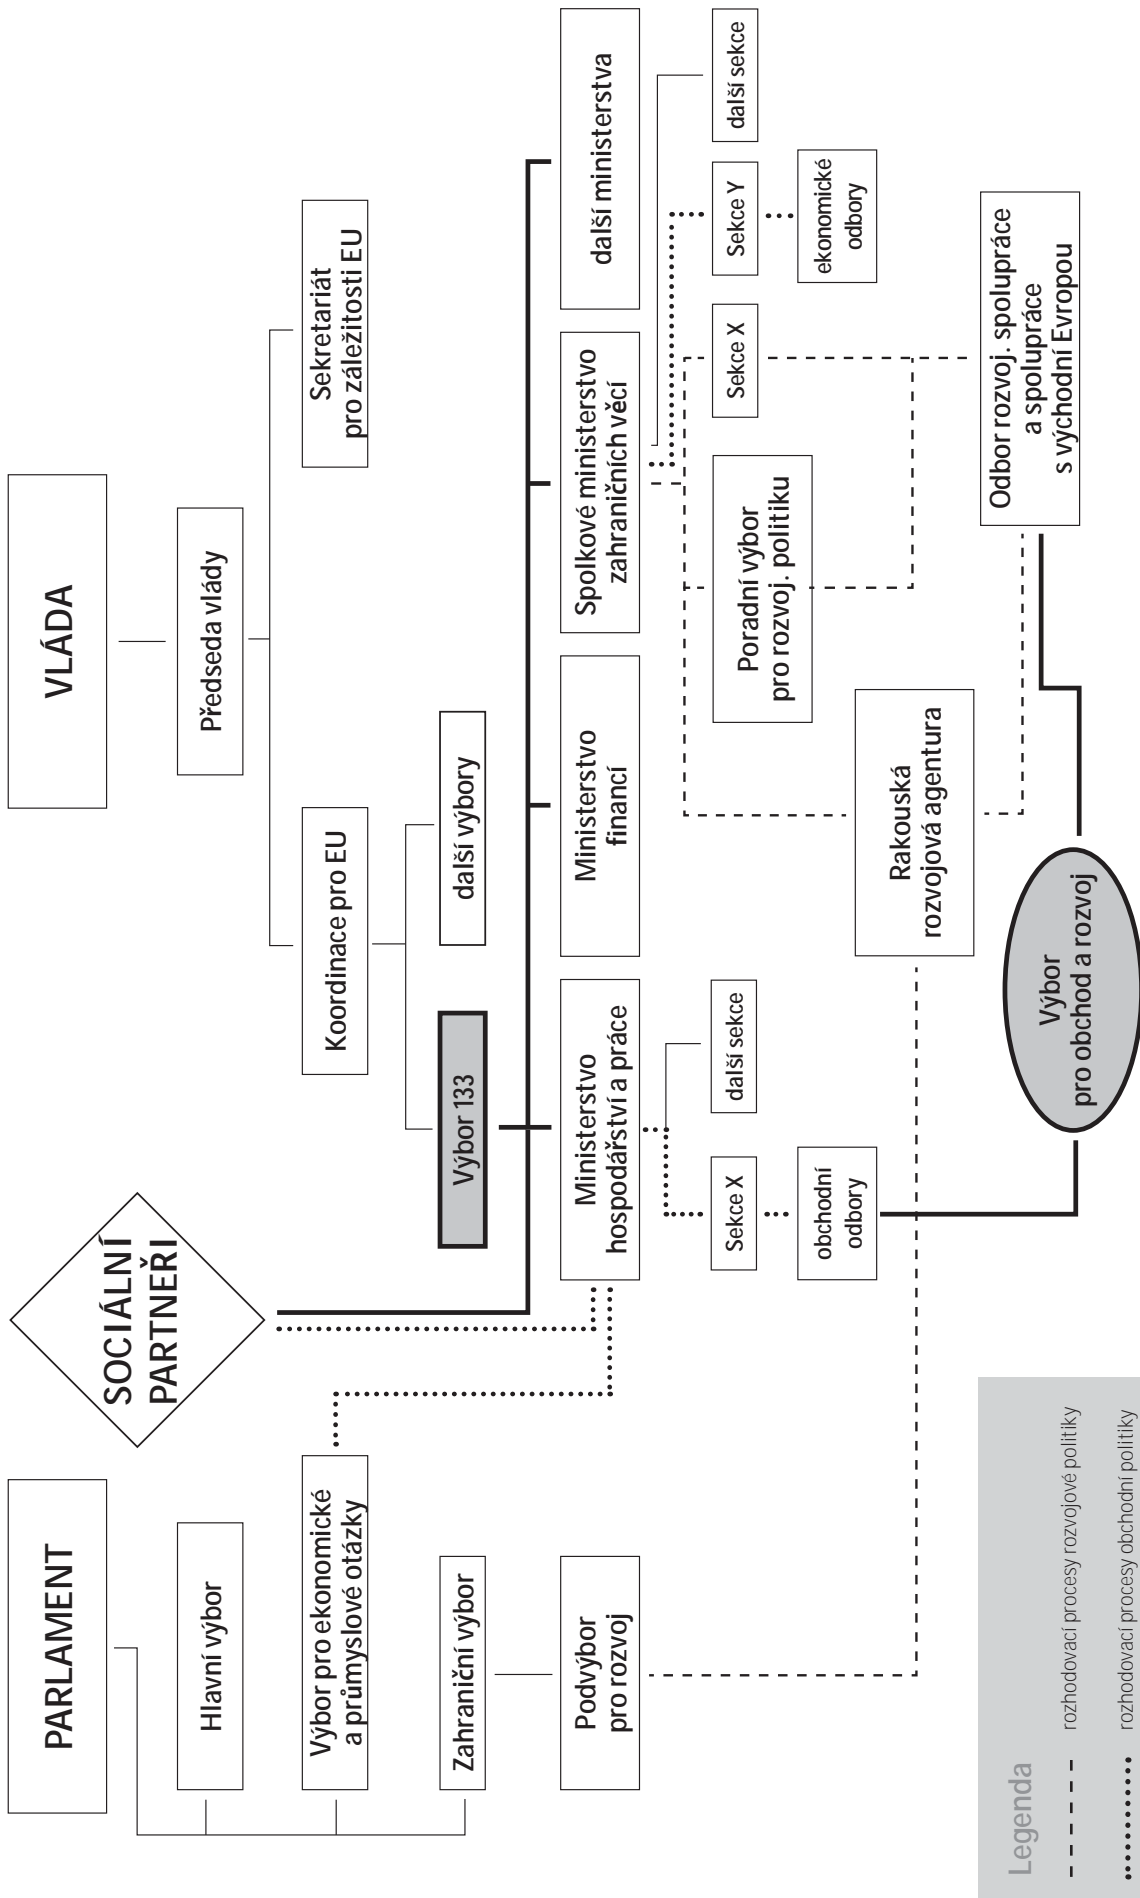 PARLAMENT
Hlavní výbor
Výbor pro ekonomické
a průmyslové otázky
Zahraniční výbor
Podvýbor
pro rozvoj
SOCIÁLNÍ
PARTNEŘI
VLÁDA
Předseda vlády
Koordinace pro EU
Sekretariát
pro záležitosti EU
Výbor 133
další výbory
Ministerstvo
hospodářství a práce
Ministerstvo
financí
Spolkové ministerstvo
zahraničních věcí
další ministerstva
Sekce X
další sekce
obchodní
odbory
Poradní výbor
pro rozvoj. politiku
Sekce X
Sekce Y
další sekce
ekonomické
odbory
Rakouská
rozvojová agentura
Odbor rozvoj. spolupráce
a spolupráce
s východní Evropou
Výbor
pro obchod a rozvoj
Legenda
rozhodovací procesy rozvojové politiky
rozhodovací procesy obchodní politiky